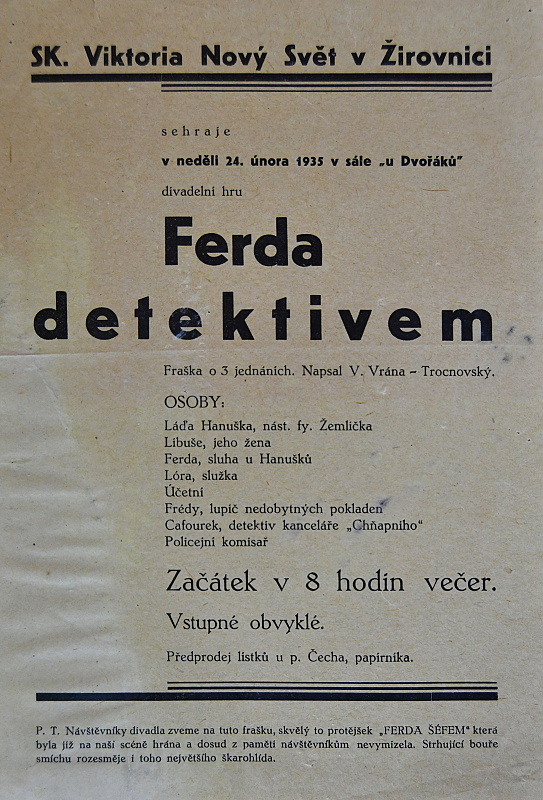 SK. Viktoria Nový Svět v Žirovnici
sehraje
v neděli 24. února 1935 v sále „u Dvořáků"
divadelní hru
Ferda
detektivem
Fraška o 3 jednáních. Napsal V. Vrána - Trocnovský.
OSOBY:
Láďa Hanuška, nást. fy. Žemlička
Libuše, jeho žena
Ferda, sluha u Hanušků
Lóra, služka
Účetní
Frédy, lupič nedobytných pokladen
Cafourek, detektiv kanceláře „Chňapního"
Policejní komisař
Začátek v 8 hodin večer.
Vstupné obvyklé.
Předprodej lístků u p. Čecha, papírníka.
P. T. Návštěvníky divadla zveme na tuto frašku, skvělý to protějšek „FERDA ŠÉFEM" která
byla již na naší scéně hrána a dosud z paměti návštěvníkům nevymizela. Strhující bouře
smíchu rozesměje i toho největšího škarohlída.